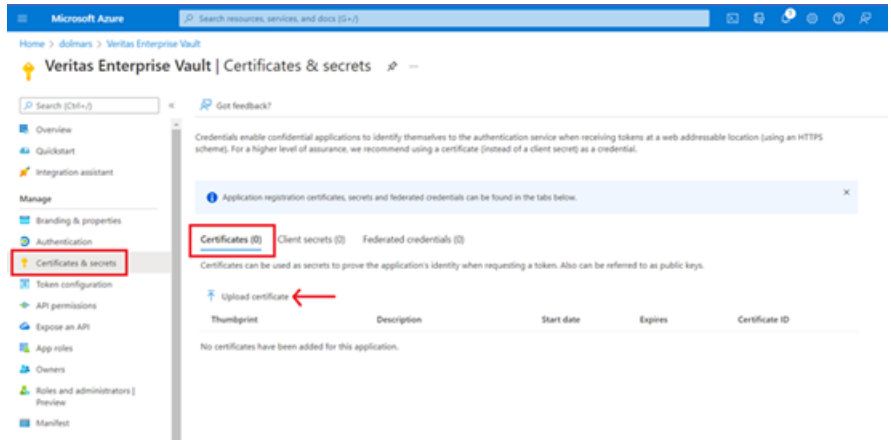 Microsoft Azure
Search resources, services, and docs (G+/)
Home > dolmars > Veritas Enterprise Vault
Veritas Enterprise Vault | Certificates & secrets
Search (Ctrl+/)
Got feedback?
Overview
Quickstart
Integration assistant
Manage
Branding & properties
Authentication
Certificates & secrets
Token configuration
API permissions
Expose an API
App roles
Owners
Roles and administrators |
Preview
Manifest
Credentials enable confidential applications to identify themselves to the authentication service when receiving tokens at a web addressable location (using an HTTPS
scheme). For a higher level of assurance, we recommend using a certificate (instead of a client secret) as a credential.
Application registration certificates, secrets and federated credentials can be found in the tabs below.
Certificates (0) Client secrets (0) Federated credentials (0)
Certificates can be used as secrets to prove the application's identity when requesting a token. Also can be referred to as public keys.
Upload certificate
Thumbprint Description Start date Expires Certificate ID
No certificates have been added for this application.